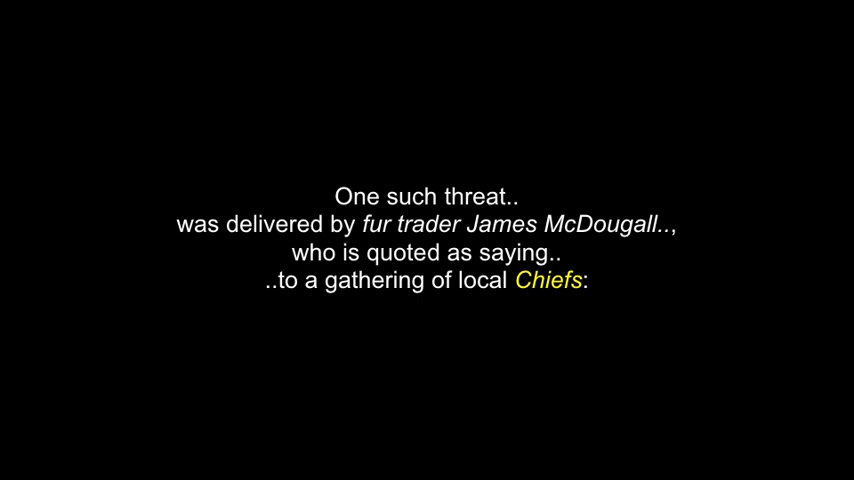 One such threat..
was delivered by fur trader James McDougall..,
who is quoted as saying..
..to a gathering of local Chiefs: